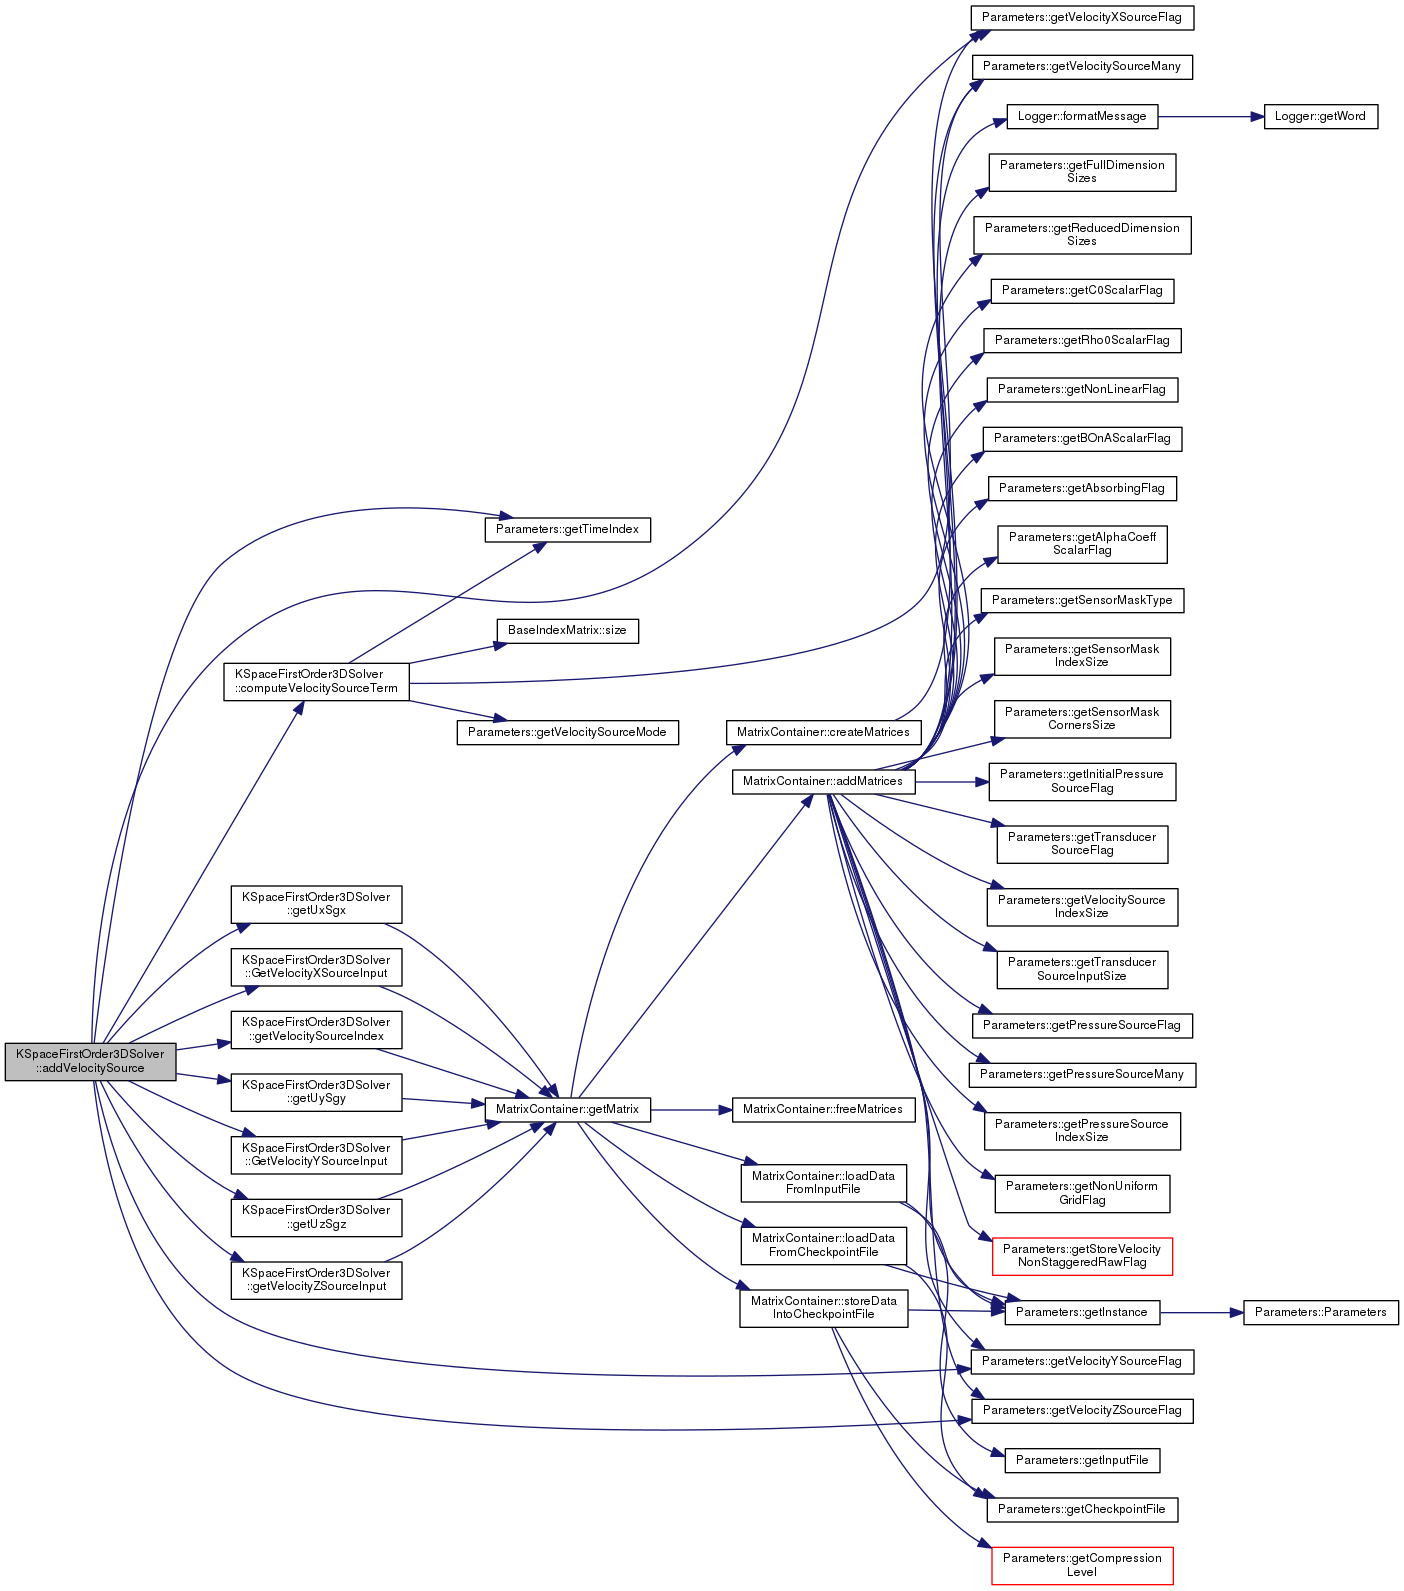 KSpaceFirstOrder3DSolver
::addVelocitySource
Parameters::getTimeIndex
BaseIndexMatrix::size
KSpaceFirstOrder3DSolver
::computeVelocitySourceTerm
Parameters::getVelocitySourceMode
KSpaceFirstOrder3DSolver
::getUxSgx
KSpaceFirstOrder3DSolver
::GetVelocityXSourceInput
KSpaceFirstOrder3DSolver
::getVelocitySourceIndex
KSpaceFirstOrder3DSolver
::getUySgy
KSpaceFirstOrder3DSolver
::GetVelocityYSourceInput
KSpaceFirstOrder3DSolver
::getUzSgz
KSpaceFirstOrder3DSolver
::getVelocityZSourceInput
MatrixContainer::getMatrix
MatrixContainer::createMatrices
MatrixContainer::addMatrices
MatrixContainer::freeMatrices
MatrixContainer::loadData
FromInputFile
MatrixContainer::loadData
FromCheckpointFile
MatrixContainer::storeData
IntoCheckpointFile
Parameters::getVelocityXSourceFlag
Parameters::getVelocitySourceMany
Logger::formatMessage
Logger::getWord
Parameters::getFullDimension
Sizes
Parameters::getReducedDimension
Sizes
Parameters::getC0ScalarFlag
Parameters::getRho0ScalarFlag
Parameters::getNonLinearFlag
Parameters::getBOnAScalarFlag
Parameters::getAbsorbingFlag
Parameters::getAlphaCoeff
ScalarFlag
Parameters::getSensorMaskType
Parameters::getSensorMask
IndexSize
Parameters::getSensorMask
CornersSize
Parameters::getInitialPressure
SourceFlag
Parameters::getTransducer
SourceFlag
Parameters::getVelocitySource
IndexSize
Parameters::getTransducer
SourceInputSize
Parameters::getPressureSourceFlag
Parameters::getPressureSourceMany
Parameters::getPressureSource
IndexSize
Parameters::getNonUniform
GridFlag
Parameters::getStoreVelocity
NonStaggeredRawFlag
Parameters::getInstance
Parameters::Parameters
Parameters::getVelocityYSourceFlag
Parameters::getVelocityZSourceFlag
Parameters::getInputFile
Parameters::getCheckpointFile
Parameters::getCompression
Level